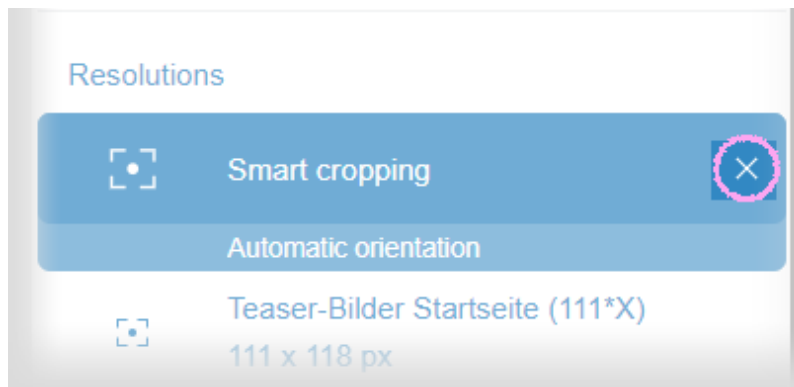 Resolutions
Smart cropping
Automatic orientation
Teaser-Bilder Startseite (111*X)
111 x 118 px